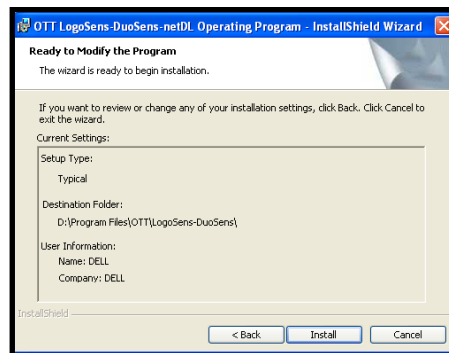 OTT LogoSens-DuoSens-netDL Operating Program - InstallShield Wizard
Ready to Modify the Program
The wizard is ready to begin installation.
If you want to review or change any of your installation settings, click Back. Click Cancel to
exit the wizard.
Current Settings:
Setup Type:
Typical
Destination Folder:
D:\Program Files\OTT\LogoSens-DuoSens\
User Information:
Name: DELL
Company: DELL
InstallShield
< Back
Install
Cancel